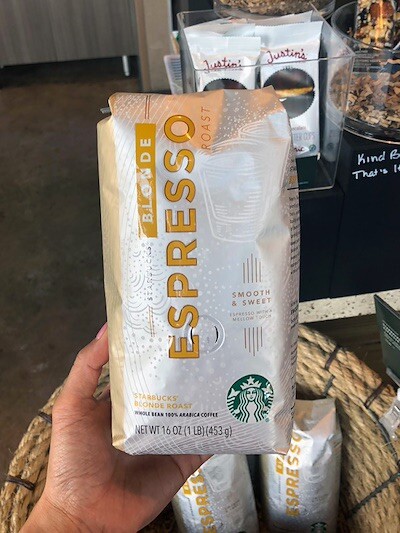 Justin's
Justin's
Kind B
That's I
STARBUCKS
BLONDE
ESPRESSO
ROAST
SMOOTH
& SWEET
STARBUCKS®
BLONDE ROAST
WHOLE BEAN 100% ARABICA COFFEE
NET WT 16 OZ (1 LB) (453 g)
ESPRESSO
ESPRESSO